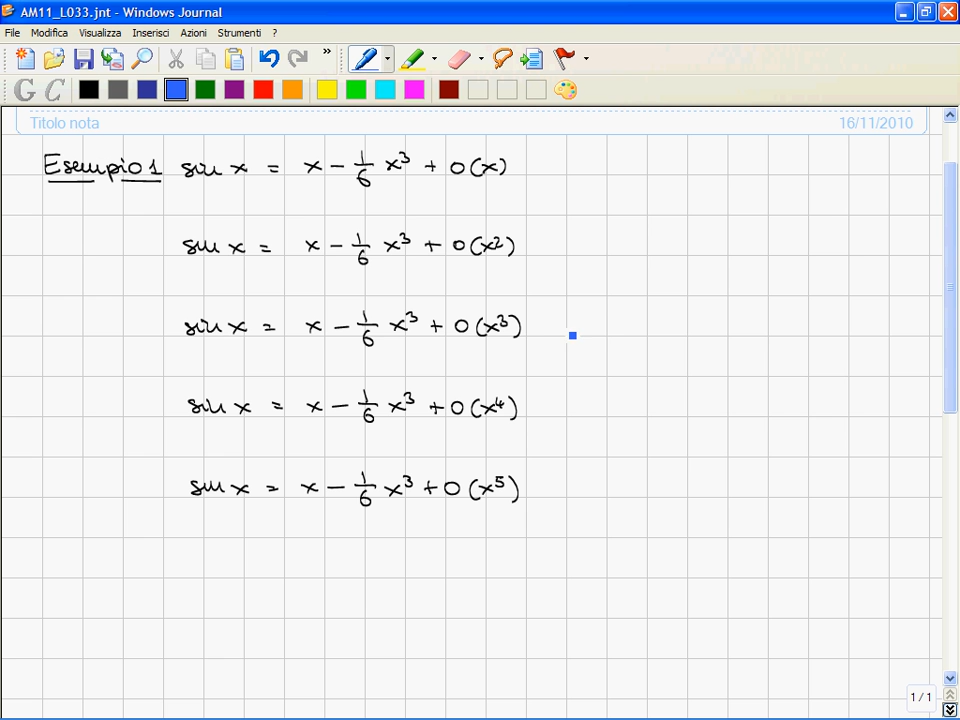 AM11_L033.jnt - Windows Journal
File Modifica Visualizza Inserisci Azioni Strumenti ?
»
G C
Titolo nota 16/11/2010
Esempio 1 sin x = x - 1/6 x³ + o(x)
sin x = x - 1/6 x³ + o(x²)
sin x = x - 1/6 x³ + o(x³)
sin x = x - 1/6 x³ + o(x⁴)
sin x = x - 1/6 x³ + o(x⁵)
1 / 1